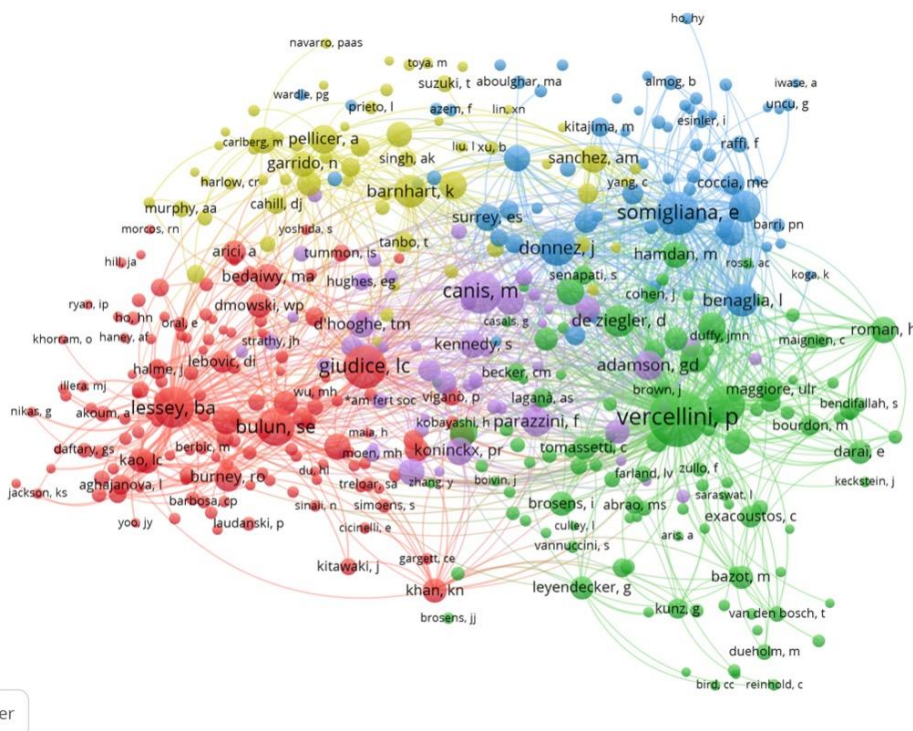 ho, hy
navarro, paas
toya, m
wardle, pg
suzuki, t
aboulghar, ma
almog, b
iwase, a
prieto, l
azem, f
lin, xn
uncu, g
carlberg, m
pellicer, a
kitajima, m
esinler, i
garrido, n
singh, ak
liu, l
xu, b
sanchez, am
raffi, f
harlow, cr
barnhart, k
yang, c
coccia, me
murphy, aa
cahill, dj
surrey, es
somigliana, e
morcos, rn
yoshida, s
tanbo, t
barri, pn
hill, ja
arici, a
tummon, is
donnez, j
hamdan, m
rossi, ac
bedaiwy, ma
hughes, eg
senapati, s
koga, k
ryan, ip
dmowski, wp
canis, m
cohen, j
benaglia, l
ho, hn
oral, e
d'hooghe, tm
casals, g
de ziegler, d
roman, h
khorram, o
haney, af
strathy, jh
kennedy, s
duffy, jmn
maignien, c
halme, j
lebovic, di
giudice, lc
becker, cm
adamson, gd
illera, mj
wu, mh
*am fert soc
viganò, p
laganà, as
brown, j
maggiore, ulr
nikas, g
akoum, a
lessey, ba
bulun, se
kobayashi, h
parazzini, f
vercellini, p
bendifallah, s
bourdon, m
daftary, gs
berbic, m
maia, h
moen, mh
koninckx, pr
tomassetti, c
darai, e
kao, lc
burney, ro
du, hl
treloar, sa
zhang, y
boivin, j
farland, lv
zullo, f
keckstein, j
jackson, ks
aghajanova, l
barbosa, cp
sinaii, n
simoens, s
brosens, i
abrao, ms
saraswat, l
yoo, jy
laudanski, p
cicinelli, e
culley, l
exacoustos, c
vannuccini, s
aris, a
kitawaki, j
gargett, ce
khan, kn
leyendecker, g
bazot, m
brosens, jj
kunz, g
van den bosch, t
dueholm, m
bird, cc
reinhold, c
er